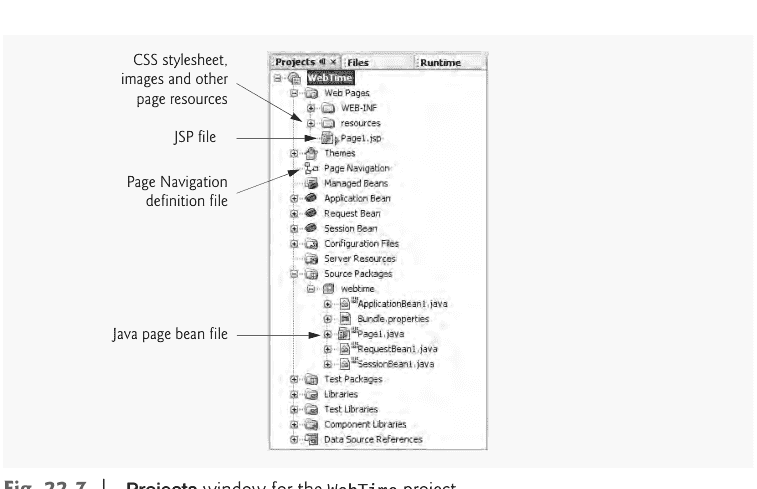 CSS stylesheet,
images and other
page resources
JSP file
Page Navigation
definition file
Java page bean file
Projects Files Runtime
WebTime
Web Pages
WEB-INF
resources
Page1.jsp
Themes
Page Navigation
Managed Beans
Application Bean
Request Bean
Session Bean
Configuration Files
Server Resources
Source Packages
webtime
ApplicationBean1.java
Bundle.properties
Page1.java
RequestBean1.java
SessionBean1.java
Test Packages
Libraries
Test Libraries
Component Libraries
Data Source References
Fig. 22.7 | Projects window for the WebTime project